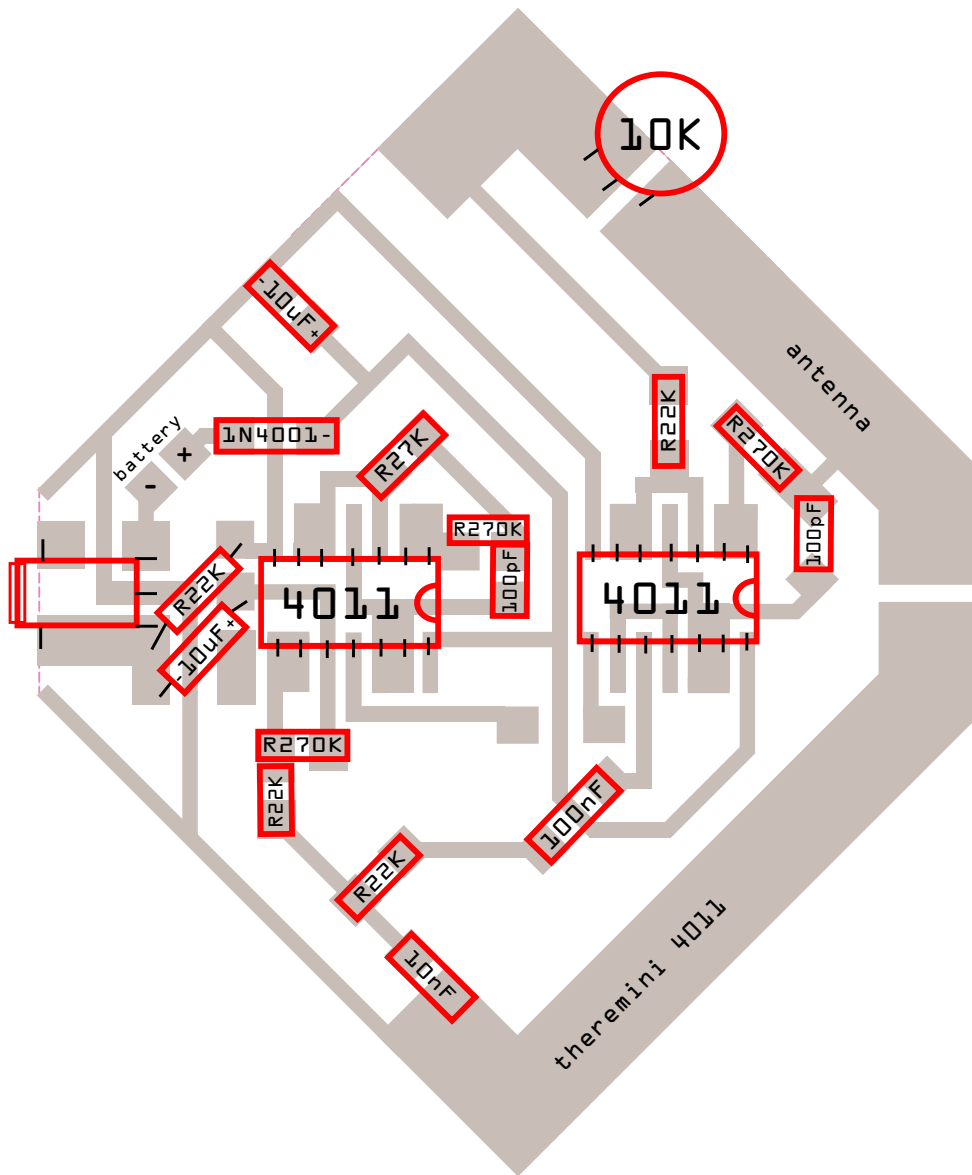 10K
-10uF+
antenna
R22K
1N4001-
battery
+
-
R27K
R270K
R270K
100pF
100pF
R22K
4011
4011
-10uF+
R270K
R22K
100nF
R22K
10nF
theremini 4011